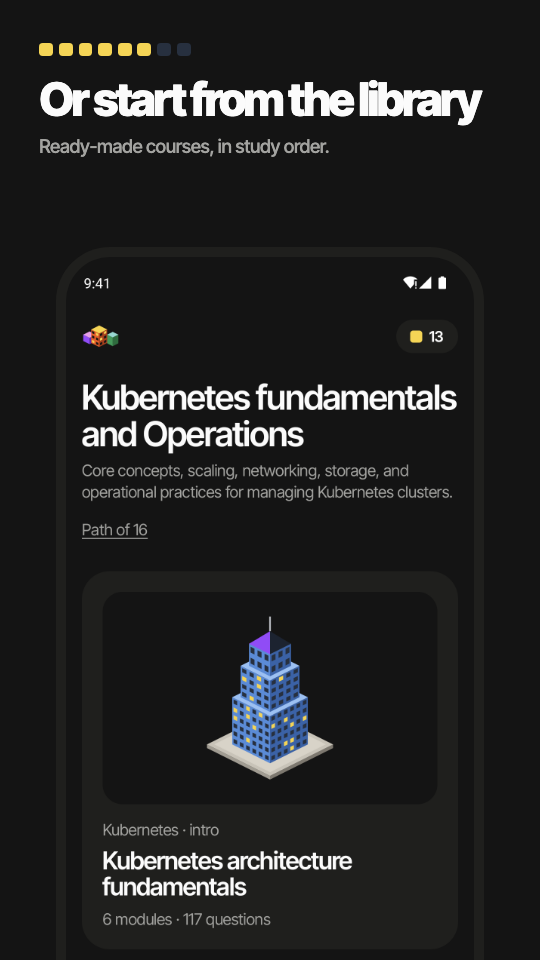 Or start from the library
Ready-made courses, in study order.
9:41
13
Kubernetes fundamentals
and Operations
Core concepts, scaling, networking, storage, and
operational practices for managing Kubernetes clusters.
Path of 16
Kubernetes · intro
Kubernetes architecture
fundamentals
6 modules · 117 questions